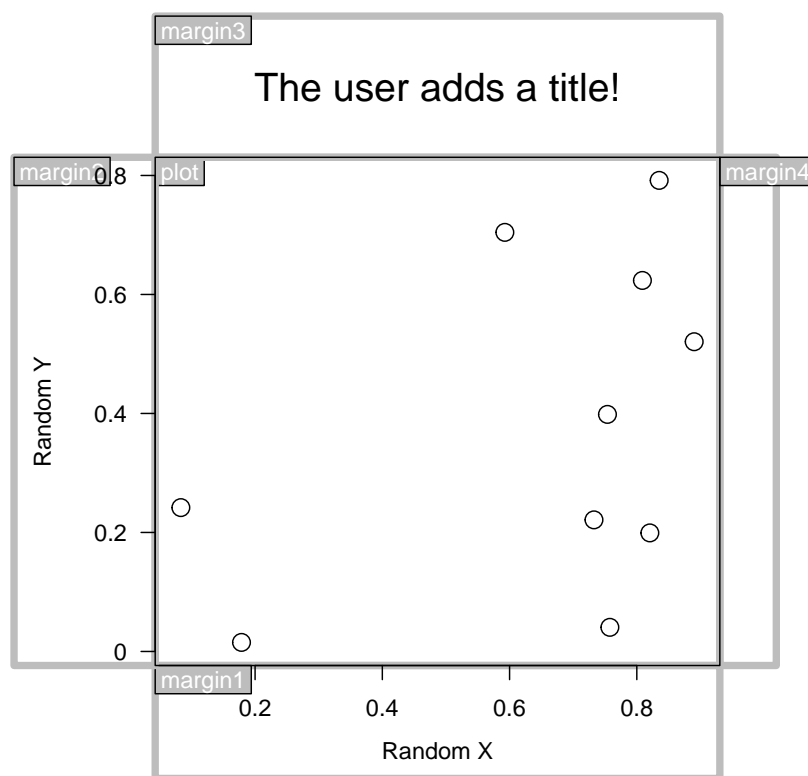 margin3
The user adds a title!
margin2
plot
margin4
0.8
0.6
0.4
0.2
0
Random Y
margin1
0.2 0.4 0.6 0.8
Random X